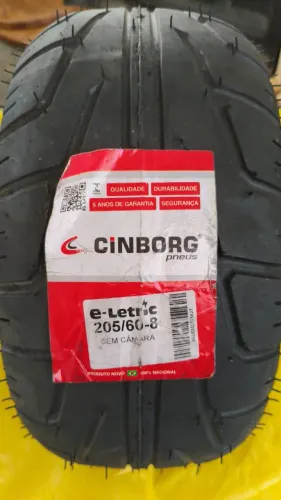 QUALIDADE DURABILIDADE
5 ANOS DE GARANTIA SEGURANÇA
CiNBORG®
pneus
e-Letric
205/60-8
SEM CÂMARA
PRODUTO NOVO 100% NACIONAL